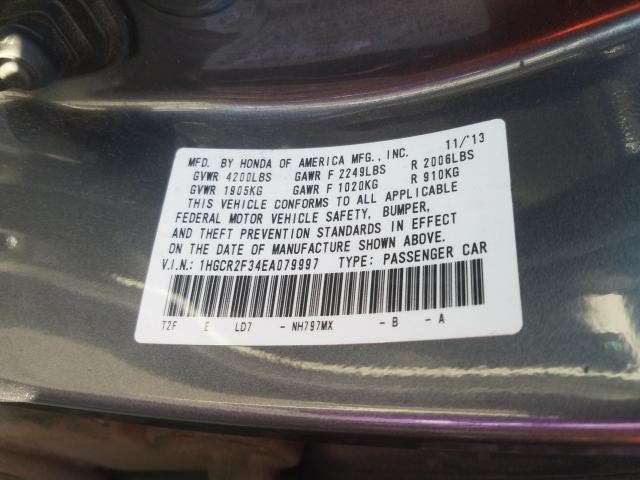 MFD. BY HONDA OF AMERICA MFG., INC. 11/'13
GVWR 4200LBS GAWR F 2249LBS R 2006LBS
GVWR 1905KG GAWR F 1020KG R 910KG
THIS VEHICLE CONFORMS TO ALL APPLICABLE
FEDERAL MOTOR VEHICLE SAFETY, BUMPER,
AND THEFT PREVENTION STANDARDS IN EFFECT
ON THE DATE OF MANUFACTURE SHOWN ABOVE.
V.I.N.: 1HGCR2F34EA079997 TYPE: PASSENGER CAR
T2F E LD7 - NH797MX - B - A